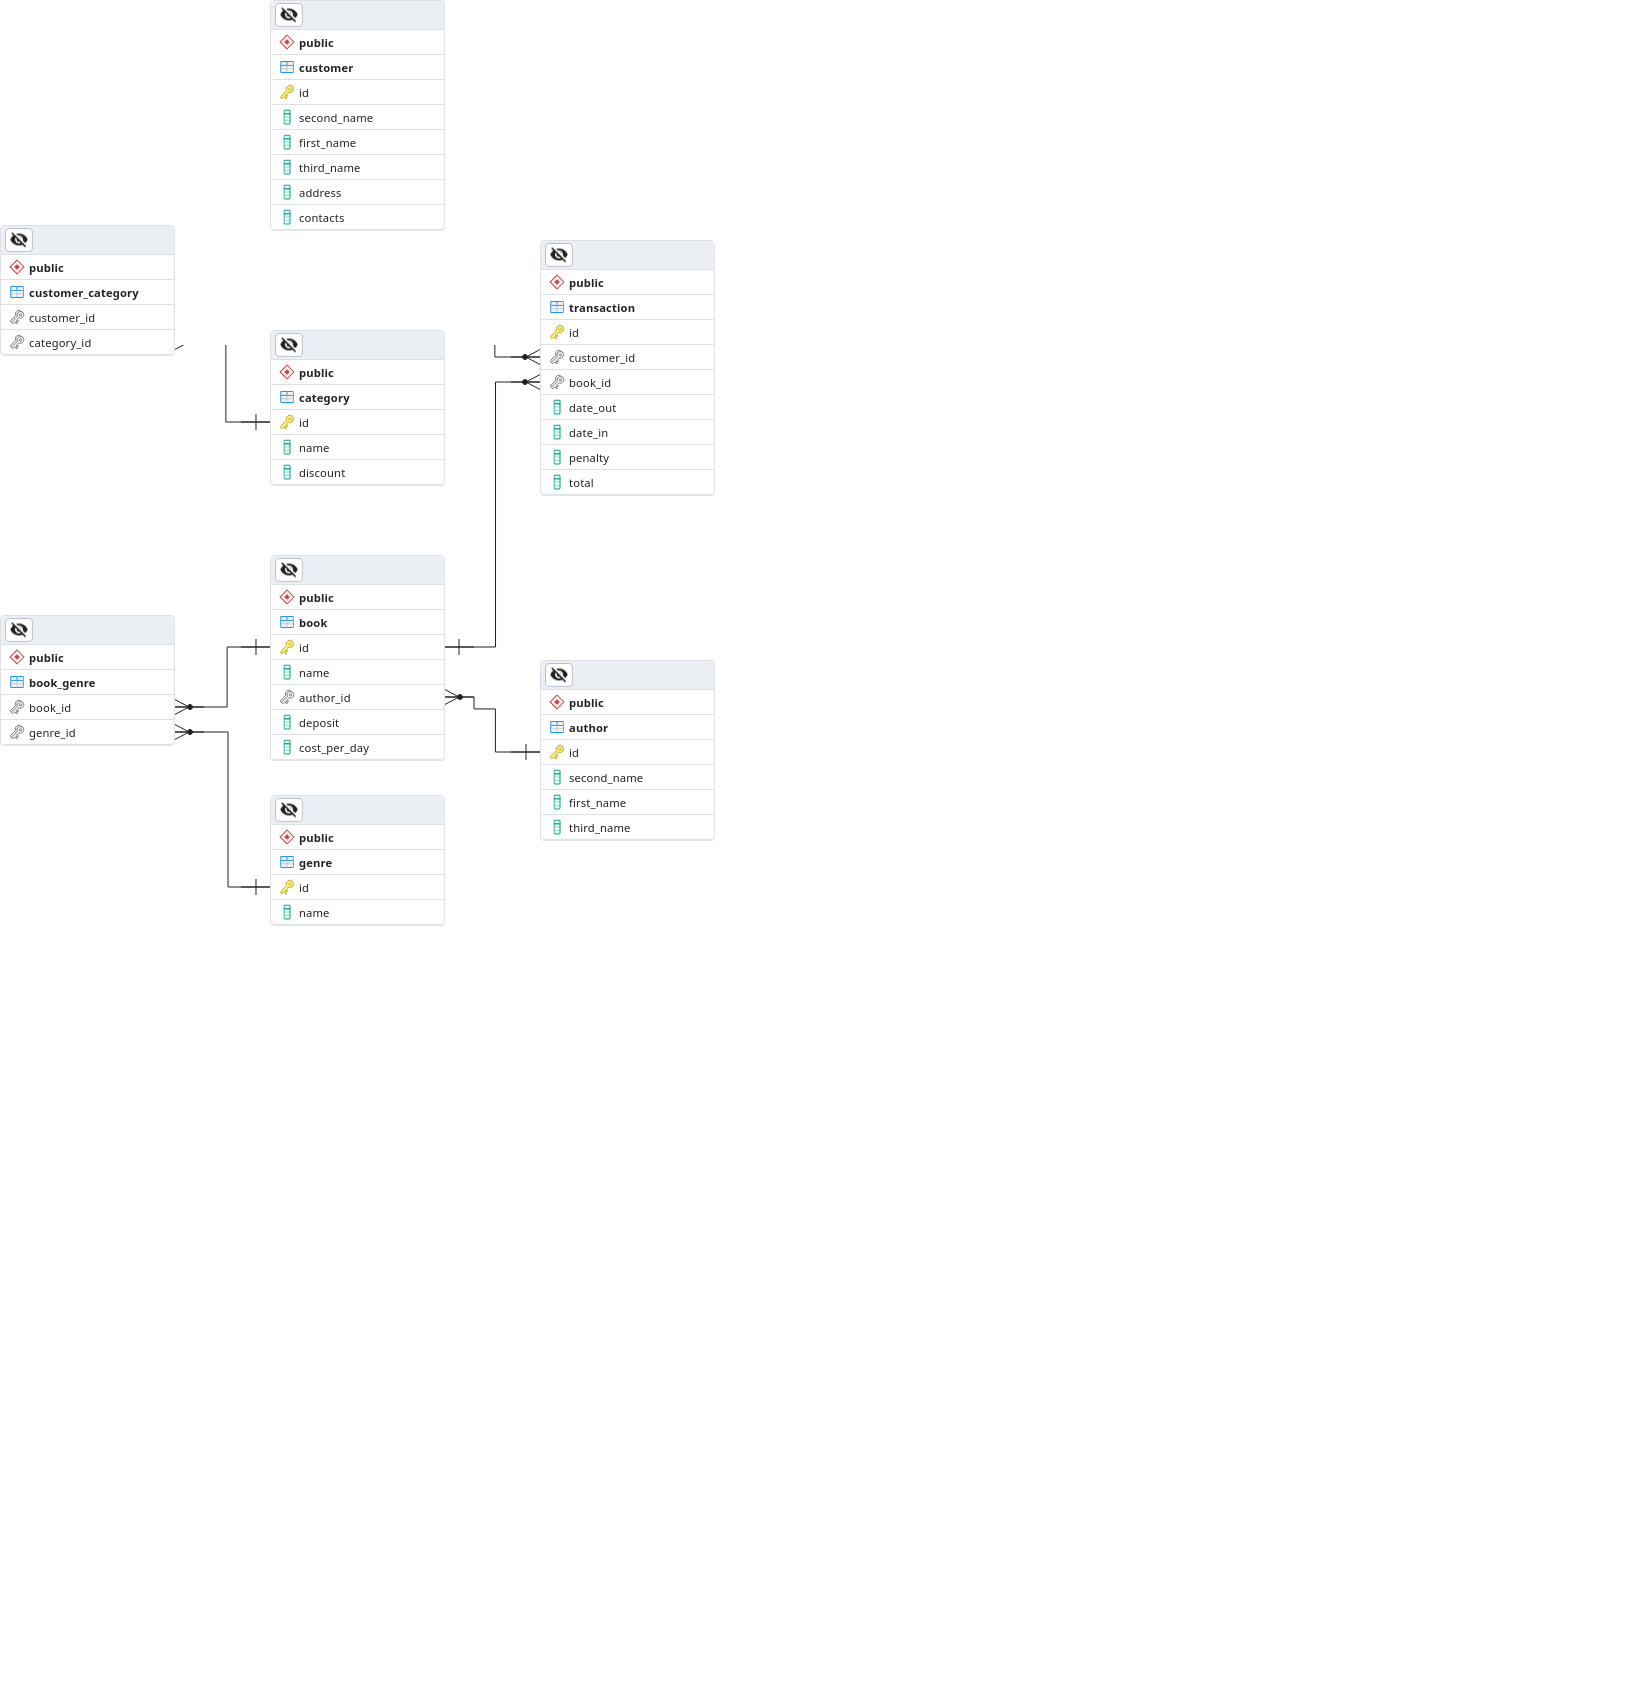 public
customer
id
second_name
first_name
third_name
address
contacts
public
customer_category
customer_id
category_id
public
transaction
id
customer_id
book_id
date_out
date_in
penalty
total
public
category
id
name
discount
public
book
id
name
author_id
deposit
cost_per_day
public
book_genre
book_id
genre_id
public
author
id
second_name
first_name
third_name
public
genre
id
name